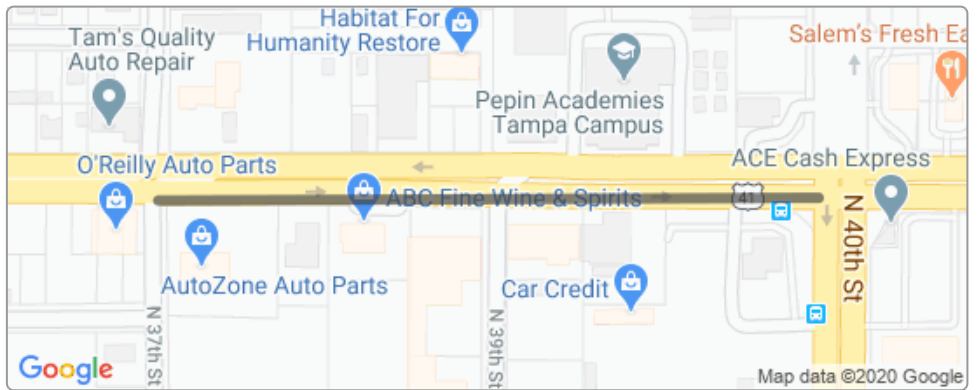 Habitat For
Humanity Restore
Tam's Quality
Auto Repair
Salem's Fresh Ea
Pepin Academies
Tampa Campus
O'Reilly Auto Parts
ACE Cash Express
ABC Fine Wine & Spirits
41
AutoZone Auto Parts
Car Credit
N 37th St
N 39th St
N 40th St
Google
Map data ©2020 Google